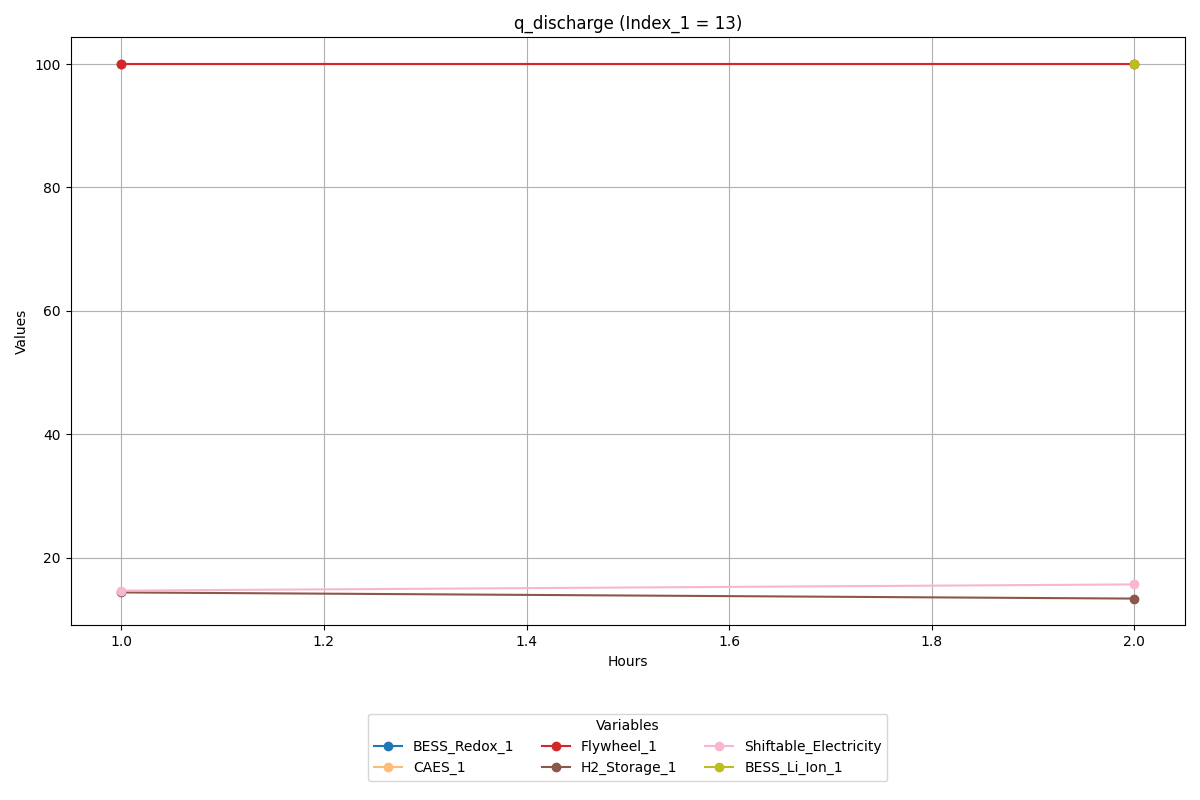 q_discharge (Index_1 = 13)
100
80
60
40
20
Values
1.0 1.2 1.4 1.6 1.8 2.0
Hours
Variables
BESS_Redox_1 Flywheel_1 Shiftable_Electricity
CAES_1 H2_Storage_1 BESS_Li_Ion_1